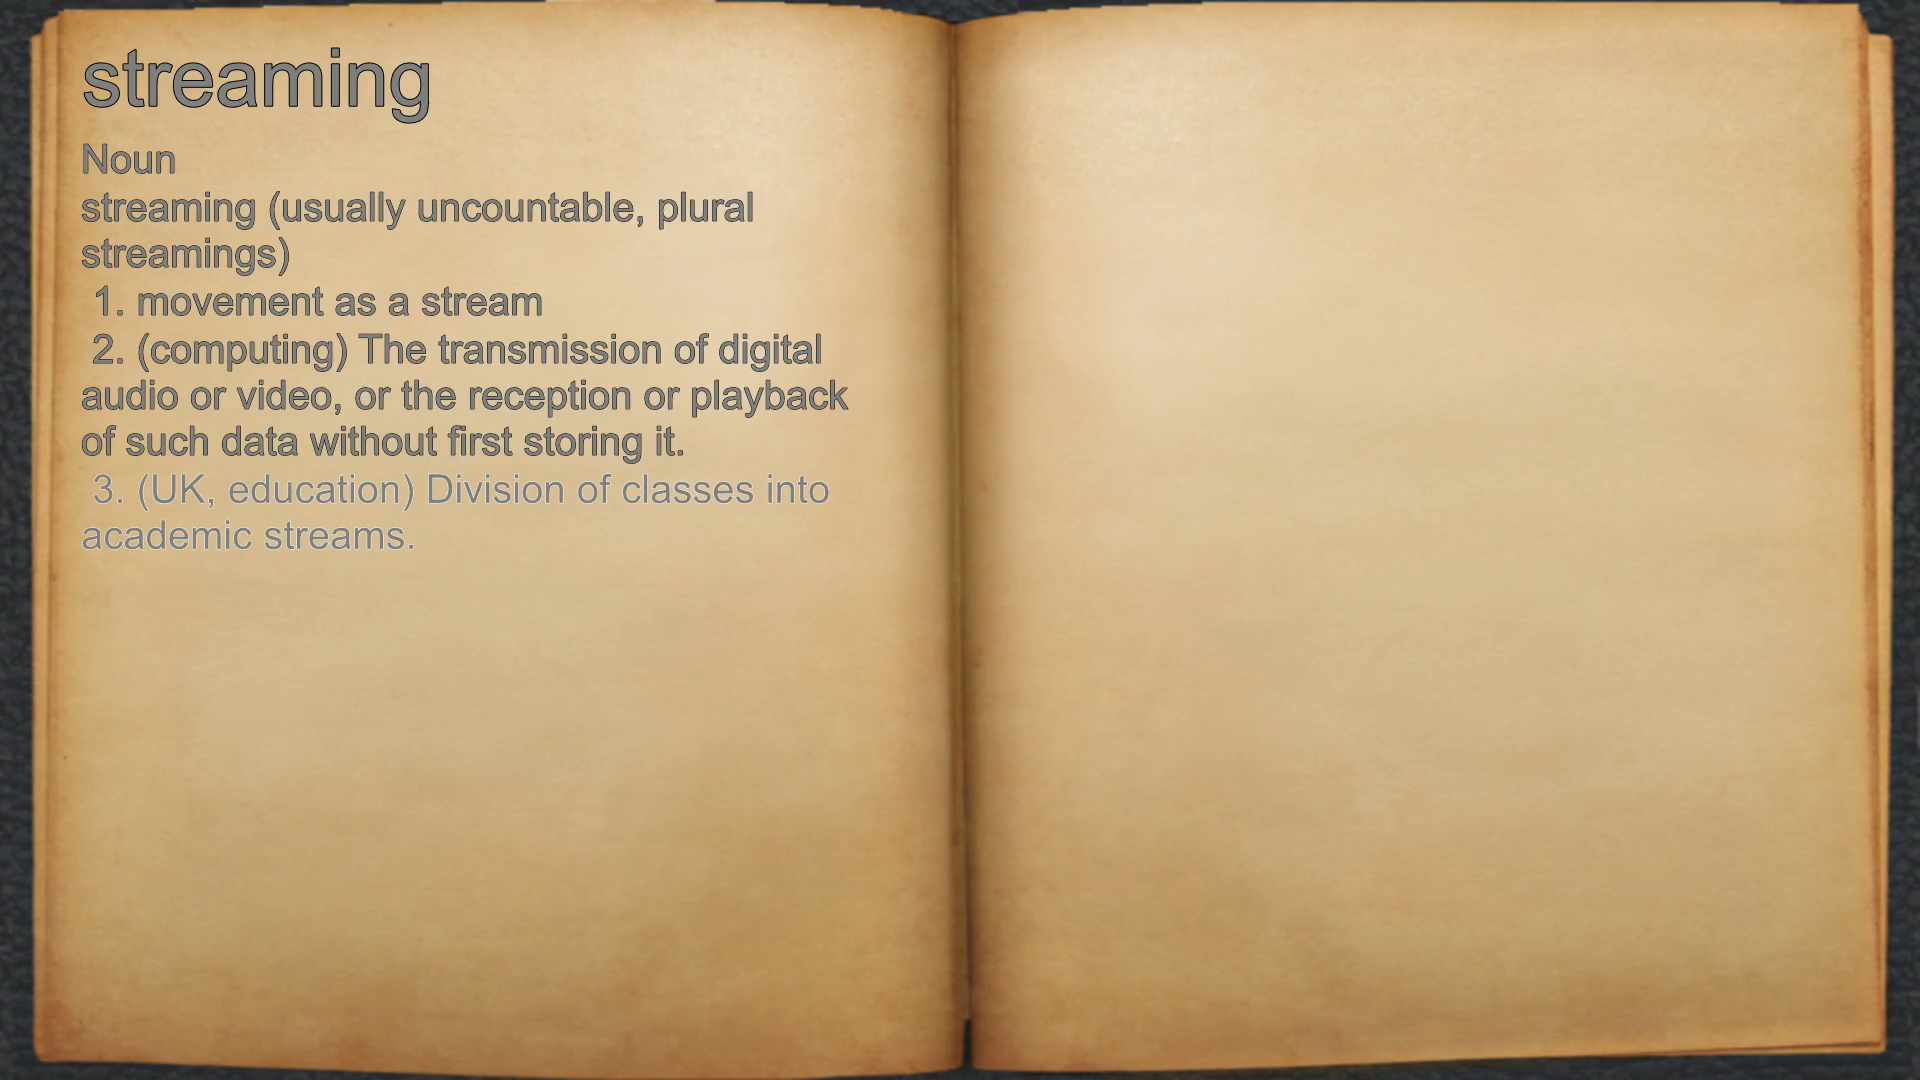 streaming
Noun
streaming (usually uncountable, plural
streamings)
1. movement as a stream
2. (computing) The transmission of digital
audio or video, or the reception or playback
of such data without first storing it.
3. (UK, education) Division of classes into
academic streams.